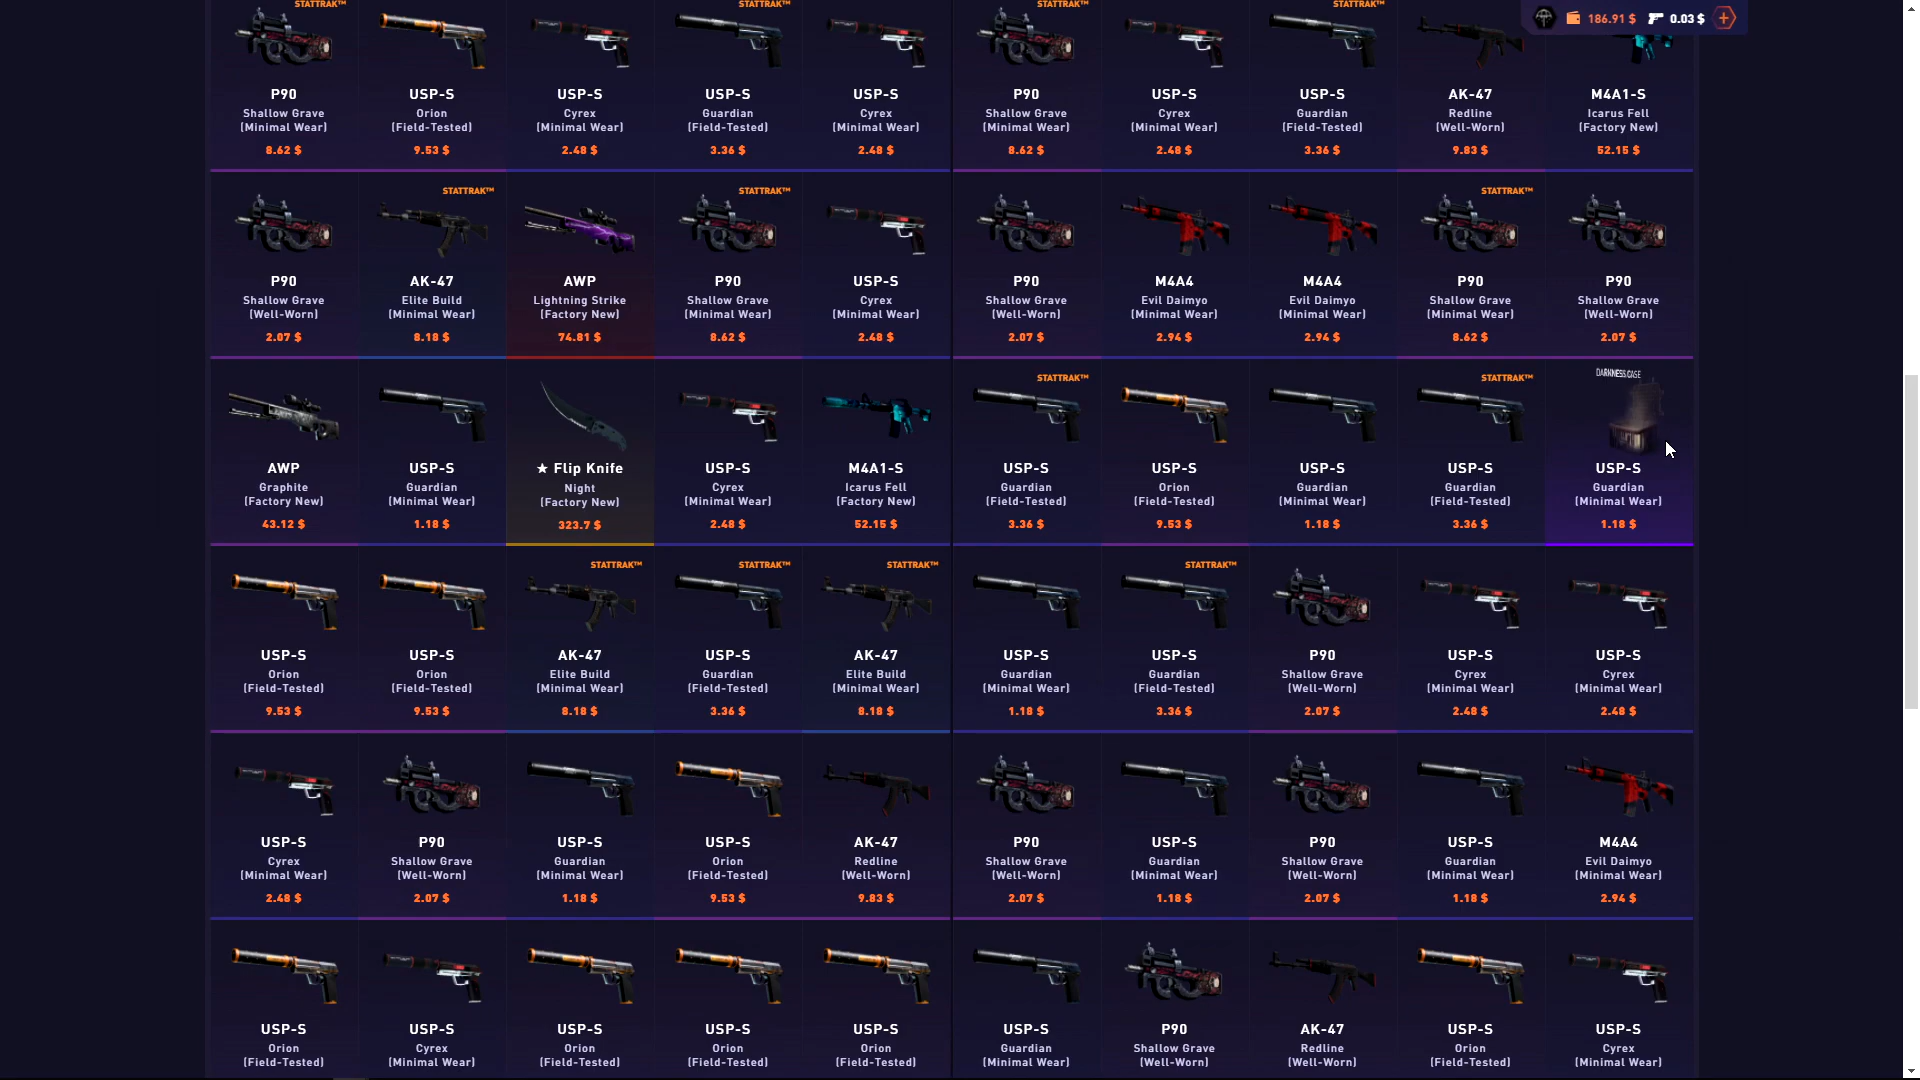 STATTRAK™ STATTRAK™ STATTRAK™ STATTRAK™
186.91 $ 0.03 $
P90 USP-S USP-S USP-S USP-S P90 USP-S USP-S AK-47 M4A1-S
Shallow Grave Orion Cyrex Guardian Cyrex Shallow Grave Cyrex Guardian Redline Icarus Fell
(Minimal Wear) (Field-Tested) (Minimal Wear) (Field-Tested) (Minimal Wear) (Minimal Wear) (Minimal Wear) (Field-Tested) (Well-Worn) (Factory New)
8.62 $ 9.53 $ 2.48 $ 3.36 $ 2.48 $ 8.62 $ 2.48 $ 3.36 $ 9.83 $ 52.15 $
STATTRAK™ STATTRAK™ STATTRAK™
P90 AK-47 AWP P90 USP-S P90 M4A4 M4A4 P90 P90
Shallow Grave Elite Build Lightning Strike Shallow Grave Cyrex Shallow Grave Evil Daimyo Evil Daimyo Shallow Grave Shallow Grave
(Well-Worn) (Minimal Wear) (Factory New) (Minimal Wear) (Minimal Wear) (Well-Worn) (Minimal Wear) (Minimal Wear) (Minimal Wear) (Well-Worn)
2.07 $ 8.18 $ 74.81 $ 8.62 $ 2.48 $ 2.07 $ 2.94 $ 2.94 $ 8.62 $ 2.07 $
STATTRAK™ STATTRAK™ DARKNESS CASE
AWP USP-S ★ Flip Knife USP-S M4A1-S USP-S USP-S USP-S USP-S USP-S
Graphite Guardian Night Cyrex Icarus Fell Guardian Orion Guardian Guardian Guardian
(Factory New) (Minimal Wear) (Factory New) (Minimal Wear) (Factory New) (Field-Tested) (Field-Tested) (Minimal Wear) (Field-Tested) (Minimal Wear)
43.12 $ 1.18 $ 323.7 $ 2.48 $ 52.15 $ 3.36 $ 9.53 $ 1.18 $ 3.36 $ 1.18 $
STATTRAK™ STATTRAK™ STATTRAK™ STATTRAK™
USP-S USP-S AK-47 USP-S AK-47 USP-S USP-S P90 USP-S USP-S
Orion Orion Elite Build Guardian Elite Build Guardian Guardian Shallow Grave Cyrex Cyrex
(Field-Tested) (Field-Tested) (Minimal Wear) (Field-Tested) (Minimal Wear) (Minimal Wear) (Field-Tested) (Well-Worn) (Minimal Wear) (Minimal Wear)
9.53 $ 9.53 $ 8.18 $ 3.36 $ 8.18 $ 1.18 $ 3.36 $ 2.07 $ 2.48 $ 2.48 $
USP-S P90 USP-S USP-S AK-47 P90 USP-S P90 USP-S M4A4
Cyrex Shallow Grave Guardian Orion Redline Shallow Grave Guardian Shallow Grave Guardian Evil Daimyo
(Minimal Wear) (Well-Worn) (Minimal Wear) (Field-Tested) (Well-Worn) (Well-Worn) (Minimal Wear) (Well-Worn) (Minimal Wear) (Minimal Wear)
2.48 $ 2.07 $ 1.18 $ 9.53 $ 9.83 $ 2.07 $ 1.18 $ 2.07 $ 1.18 $ 2.94 $
USP-S USP-S USP-S USP-S USP-S USP-S P90 AK-47 USP-S USP-S
Orion Cyrex Orion Orion Orion Guardian Shallow Grave Redline Orion Cyrex
(Field-Tested) (Minimal Wear) (Field-Tested) (Field-Tested) (Field-Tested) (Minimal Wear) (Well-Worn) (Well-Worn) (Field-Tested) (Minimal Wear)